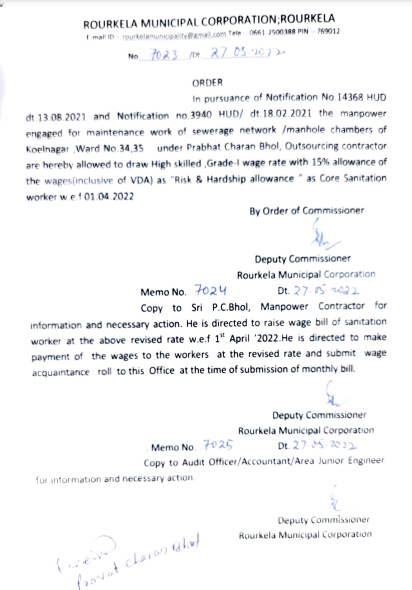 ROURKELA MUNICIPAL CORPORATION;ROURKELA
E-mail ID - rourkelamunicipality@gmail.com Tele - 0661 2500388 PIN - 769012
No 7023 /Dt 27.05.2022
ORDER
In pursuance of Notification No.14368 HUD
dt.13.08.2021 and Notification no.3940 HUD/ dt.18.02.2021 the manpower
engaged for maintenance work of sewerage network /manhole chambers of
Koelnagar ,Ward No.34,35 under Prabhat Charan Bhol, Outsourcing contractor
are hereby allowed to draw High skilled ,Grade-I wage rate with 15% allowance of
the wages(inclusive of VDA) as "Risk & Hardship allowance " as Core Sanitation
worker w.e.f 01.04.2022
By Order of Commissioner
Deputy Commissioner
Rourkela Municipal Corporation
Memo No. 7024 Dt. 27.05.2022
Copy to Sri P.C.Bhol, Manpower Contractor for
information and necessary action. He is directed to raise wage bill of sanitation
worker at the above revised rate w.e.f 1st April '2022.He is directed to make
payment of the wages to the workers at the revised rate and submit wage
acquaintance roll to this Office at the time of submission of monthly bill.
Deputy Commissioner
Rourkela Municipal Corporation
Memo No. 7025 Dt. 27.05.2022
Copy to Audit Officer/Accountant/Area Junior Engineer
for information and necessary action.
Deputy Commissioner
Rourkela Municipal Corporation
Pravat Charan Bhol